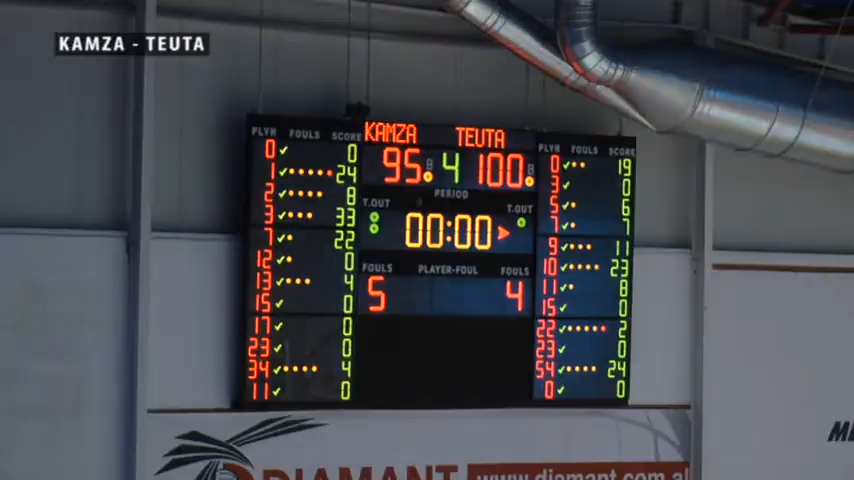 KAMZA - TEUTA
PLYR FOULS SCORE
KAMZA TEUTA
95 B 4 100 B
PERIOD
T.OUT T.OUT
00:00
FOULS PLAYER-FOUL FOULS
5 4
0 0
1 24
2 8
3 33
7 22
12 0
13 4
15 0
17 0
23 0
34 4
11 0
PLYR FOULS SCORE
0 19
3 0
5 6
7 7
9 11
10 23
11 8
15 0
22 2
23 0
54 24
0 0
DIAMANT www.diamant.com.al